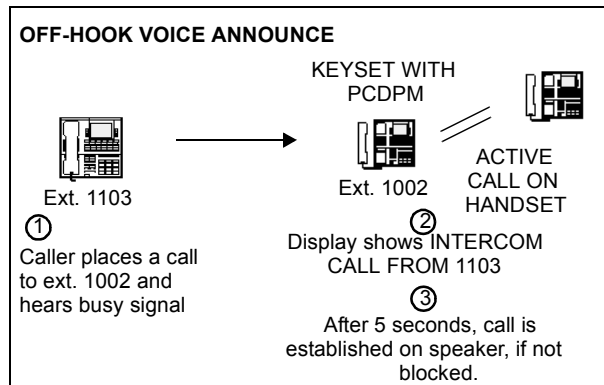 OFF-HOOK VOICE ANNOUNCE
KEYSET WITH
PCDPM
Ext. 1103
Ext. 1002
ACTIVE
CALL ON
HANDSET
1
Caller places a call
to ext. 1002 and
hears busy signal
2
Display shows INTERCOM
CALL FROM 1103
3
After 5 seconds, call is
established on speaker, if not
blocked.